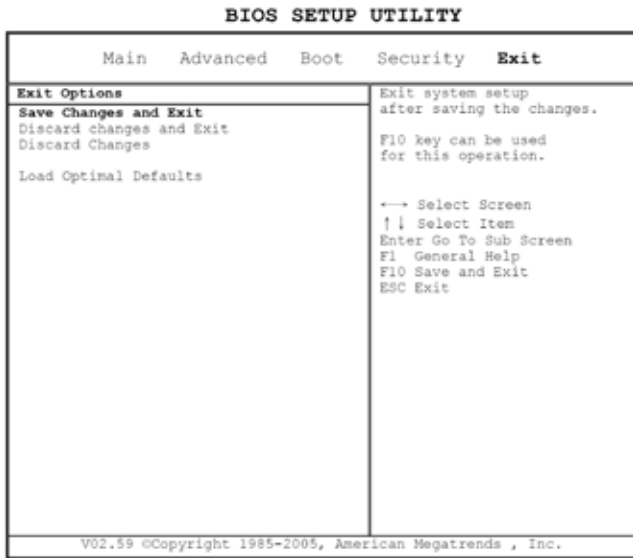 BIOS SETUP UTILITY
Main Advanced Boot Security Exit
Exit Options
Save Changes and Exit
Discard changes and Exit
Discard Changes
Load Optimal Defaults
Exit system setup
after saving the changes.
F10 key can be used
for this operation.
←→ Select Screen
↑↓ Select Item
Enter Go To Sub Screen
F1 General Help
F10 Save and Exit
ESC Exit
V02.59 ©Copyright 1985-2005, American Megatrends , Inc.